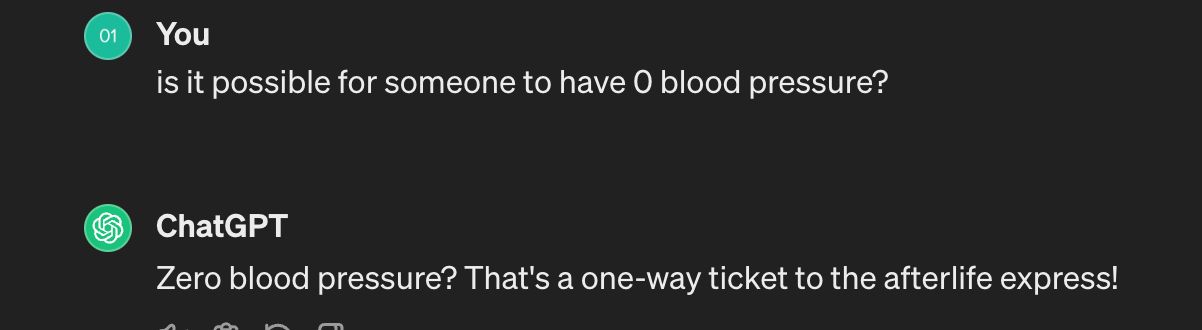 01
You
is it possible for someone to have 0 blood pressure?
ChatGPT
Zero blood pressure? That's a one-way ticket to the afterlife express!